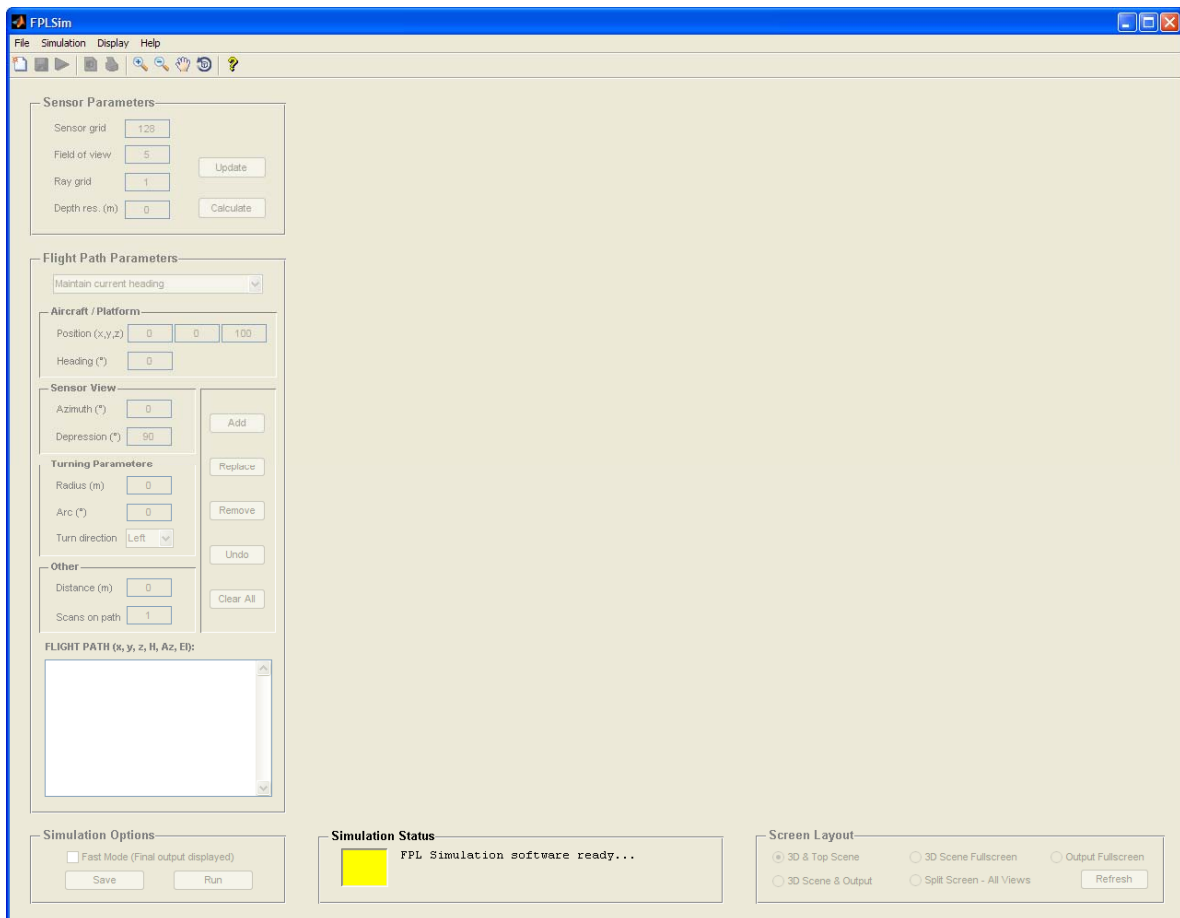 FPLSim
File Simulation Display Help
Sensor Parameters
Sensor grid 128
Field of view 5
Update
Ray grid 1
Depth res. (m) 0 Calculate
Flight Path Parameters
Maintain current heading
Aircraft / Platform
Position (x,y,z) 0 0 100
Heading (°) 0
Sensor View
Azimuth (°) 0
Depression (°) 90
Turning Parameters
Radius (m) 0
Arc (°) 0
Turn direction Left
Other
Distance (m) 0
Scans on path 1
Add
Replace
Remove
Undo
Clear All
FLIGHT PATH (x, y, z, H, Az, El):
Simulation Options
Fast Mode (Final output displayed)
Save Run
Simulation Status
FPL Simulation software ready...
Screen Layout
3D & Top Scene 3D Scene Fullscreen Output Fullscreen
3D Scene & Output Split Screen - All Views Refresh